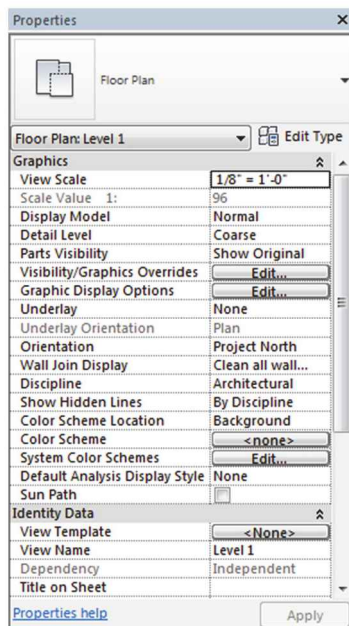 Properties
Floor Plan
Floor Plan: Level 1 Edit Type
Graphics
View Scale 1/8" = 1'-0"
Scale Value 1: 96
Display Model Normal
Detail Level Coarse
Parts Visibility Show Original
Visibility/Graphics Overrides Edit...
Graphic Display Options Edit...
Underlay None
Underlay Orientation Plan
Orientation Project North
Wall Join Display Clean all wall...
Discipline Architectural
Show Hidden Lines By Discipline
Color Scheme Location Background
Color Scheme <none>
System Color Schemes Edit...
Default Analysis Display Style None
Sun Path
Identity Data
View Template <None>
View Name Level 1
Dependency Independent
Title on Sheet
Properties help Apply